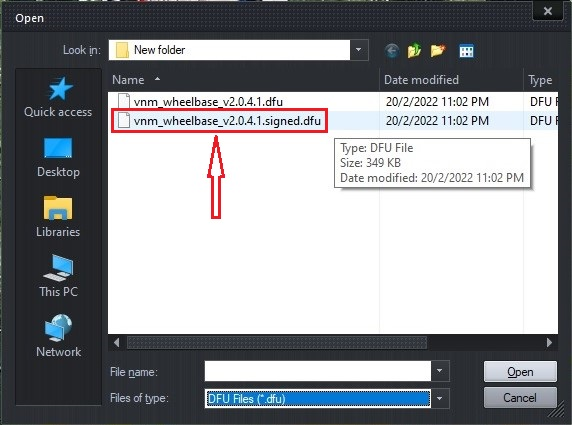 Open
Look in:
New folder
Quick access
Desktop
Libraries
This PC
Network
Name Date modified Type
vnm_wheelbase_v2.0.4.1.dfu 20/2/2022 11:02 PM DFU F
vnm_wheelbase_v2.0.4.1.signed.dfu 20/2/2022 11:02 PM DFU F
Type: DFU File
Size: 349 KB
Date modified: 20/2/2022 11:02 PM
File name:
Open
Files of type:
DFU Files (*.dfu)
Cancel